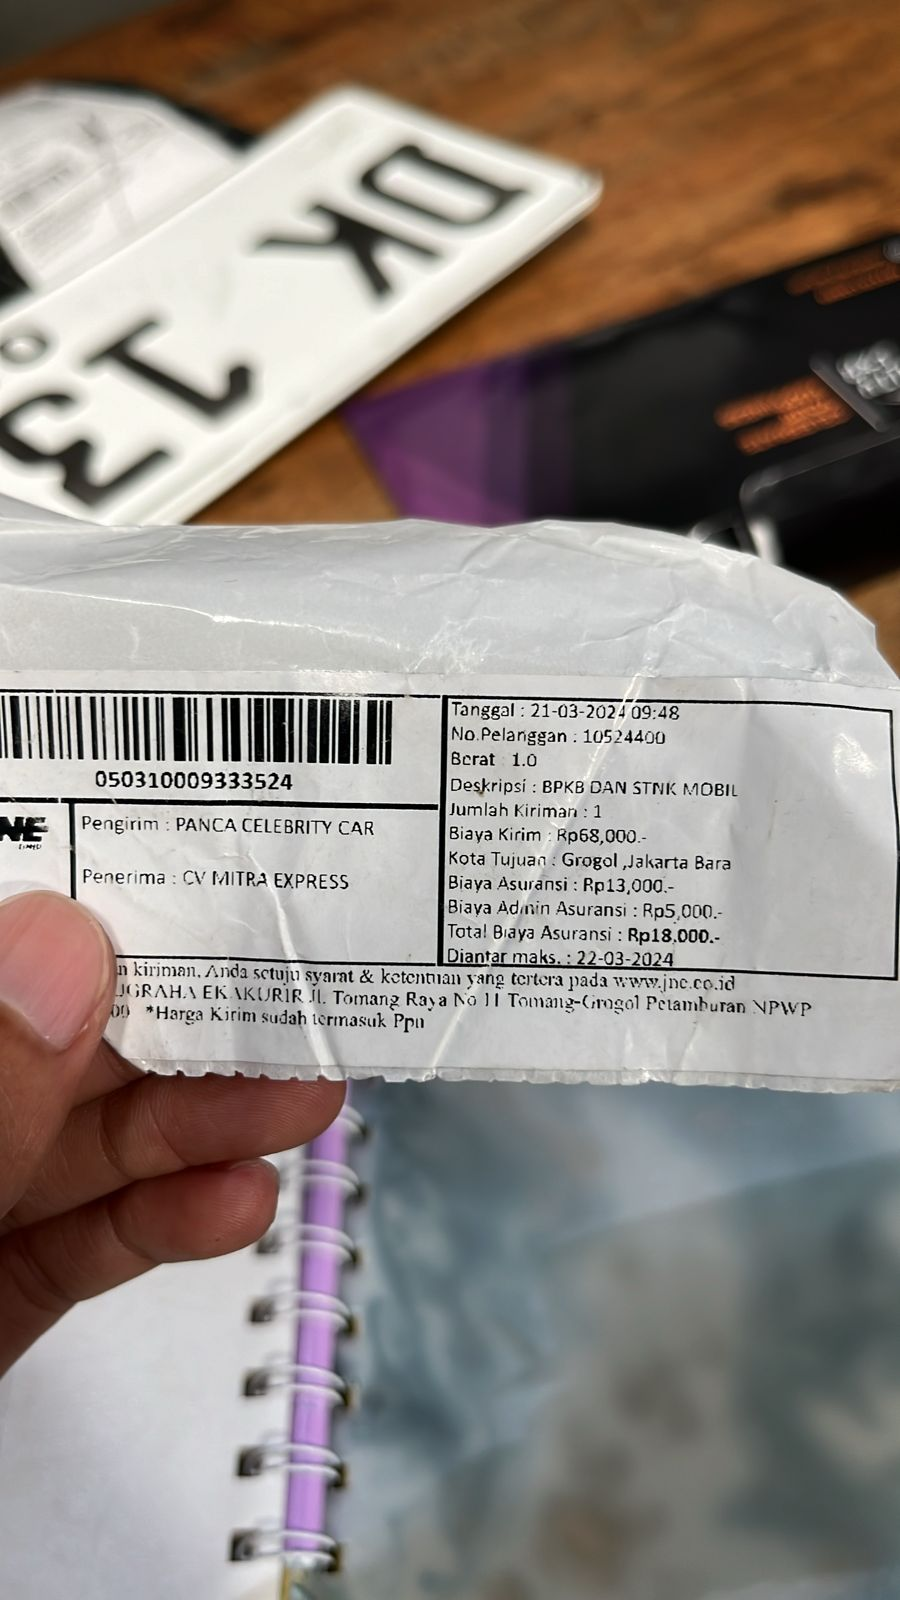 DK 13
050310009333524
NE
Pengirim : PANCA CELEBRITY CAR
Penerima : CV MITRA EXPRESS
Tanggal : 21-03-2024 09:48
No.Pelanggan : 10524400
Berat : 1.0
Deskripsi : BPKB DAN STNK MOBIL
Jumlah Kiriman : 1
Biaya Kirim : Rp68,000.-
Kota Tujuan : Grogol ,Jakarta Bara
Biaya Asuransi : Rp13,000.-
Biaya Admin Asuransi : Rp5,000.-
Total Biaya Asuransi : Rp18.000.-
Diantar maks. : 22-03-2024
n kiriman, Anda setuju syarat & ketentuan yang tertera pada www.jne.co.id
UGRAHA EKAKURIR Jl. Tomang Raya No 11 Tomang-Grogol Petamburan NPWP
00 *Harga Kirim sudah termasuk Ppn